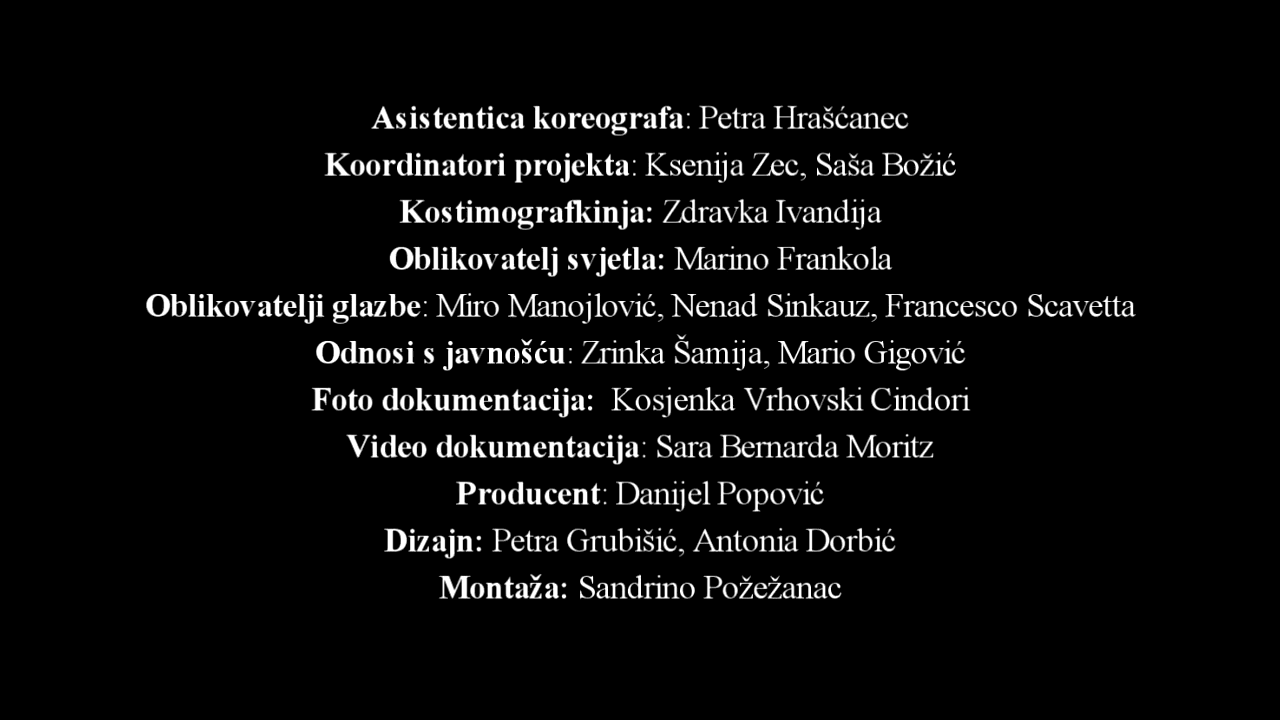 Asistentica koreografa: Petra Hrašćanec
Koordinatori projekta: Ksenija Zec, Saša Božić
Kostimografkinja: Zdravka Ivandija
Oblikovatelj svjetla: Marino Frankola
Oblikovatelji glazbe: Miro Manojlović, Nenad Sinkauz, Francesco Scavetta
Odnosi s javnošću: Zrinka Šamija, Mario Gigović
Foto dokumentacija:  Kosjenka Vrhovski Cindori
Video dokumentacija: Sara Bernarda Moritz
Producent: Danijel Popović
Dizajn: Petra Grubišić, Antonia Dorbić
Montaža: Sandrino Požežanac